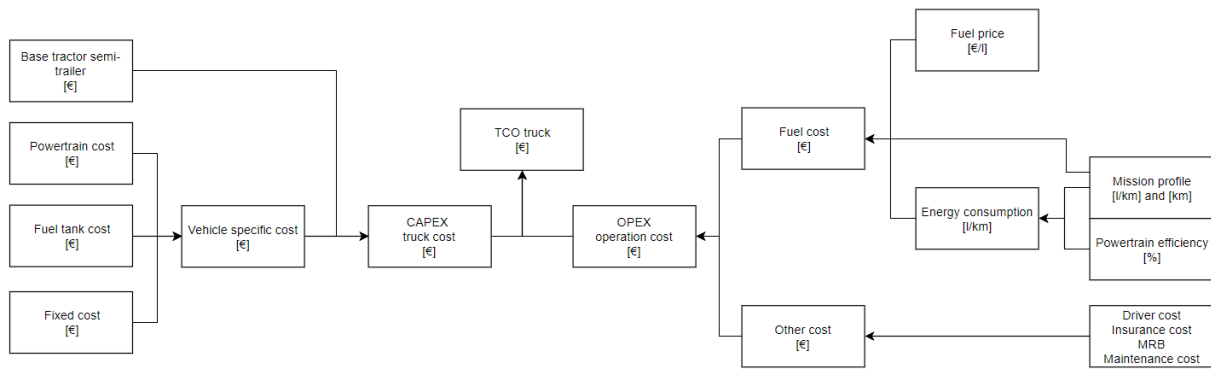 Base tractor semi-
trailer
[€]
Powertrain cost
[€]
Fuel tank cost
[€]
Fixed cost
[€]
Vehicle specific cost
[€]
CAPEX
truck cost
[€]
TCO truck
[€]
OPEX
operation cost
[€]
Fuel cost
[€]
Other cost
[€]
Fuel price
[€/l]
Energy consumption
[l/km]
Mission profile
[l/km] and [km]
Powertrain efficiency
[%]
Driver cost
Insurance cost
MRB
Maintenance cost